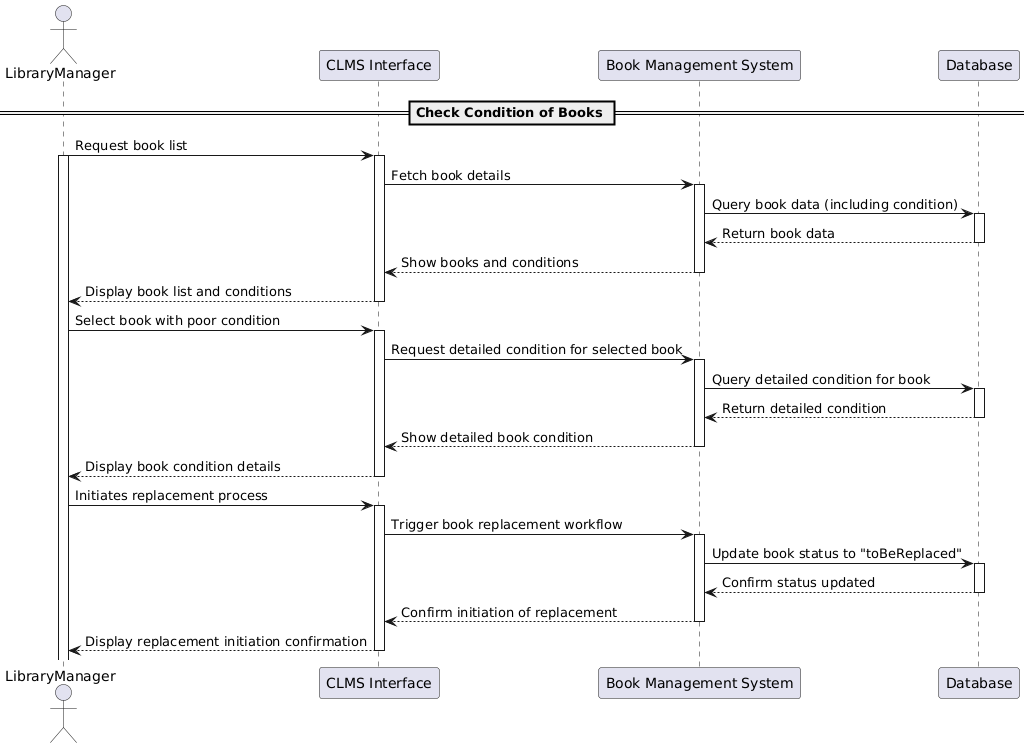 LibraryManager
CLMS Interface
Book Management System
Database
Check Condition of Books
Request book list
Fetch book details
Query book data (including condition)
Return book data
Show books and conditions
Display book list and conditions
Select book with poor condition
Request detailed condition for selected book
Query detailed condition for book
Return detailed condition
Show detailed book condition
Display book condition details
Initiates replacement process
Trigger book replacement workflow
Update book status to "toBeReplaced"
Confirm status updated
Confirm initiation of replacement
Display replacement initiation confirmation
LibraryManager
CLMS Interface
Book Management System
Database